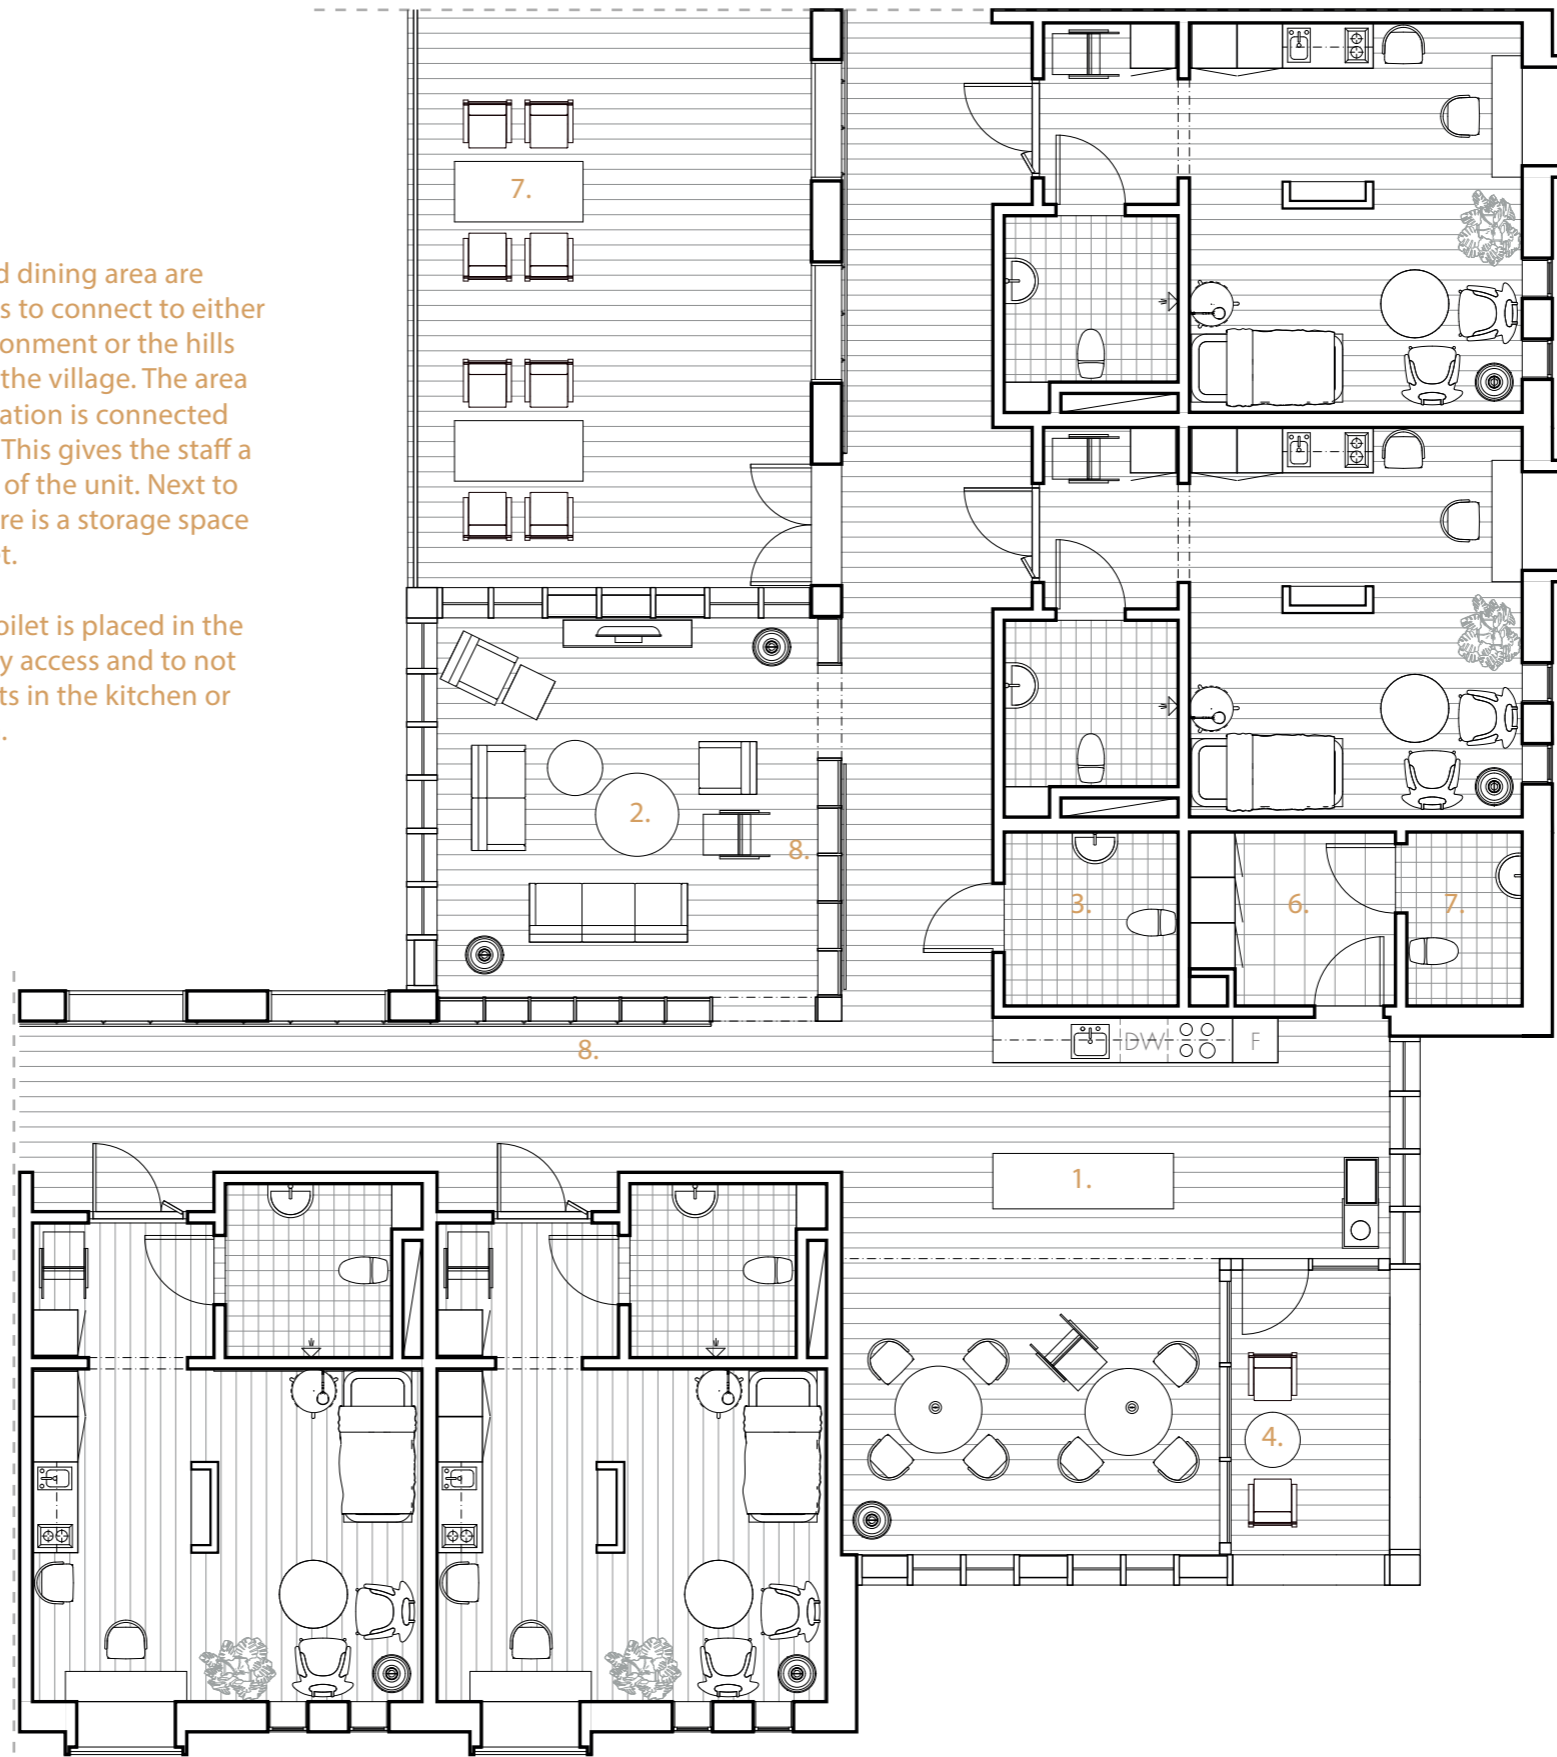 d dining area are
s to connect to either
onment or the hills
the village. The area
ation is connected
This gives the staff a
of the unit. Next to
re is a storage space
t.
oilet is placed in the
y access and to not
ts in the kitchen or
.
7.
2.
8.
3.
6.
7.
8.
DW
F
1.
4.